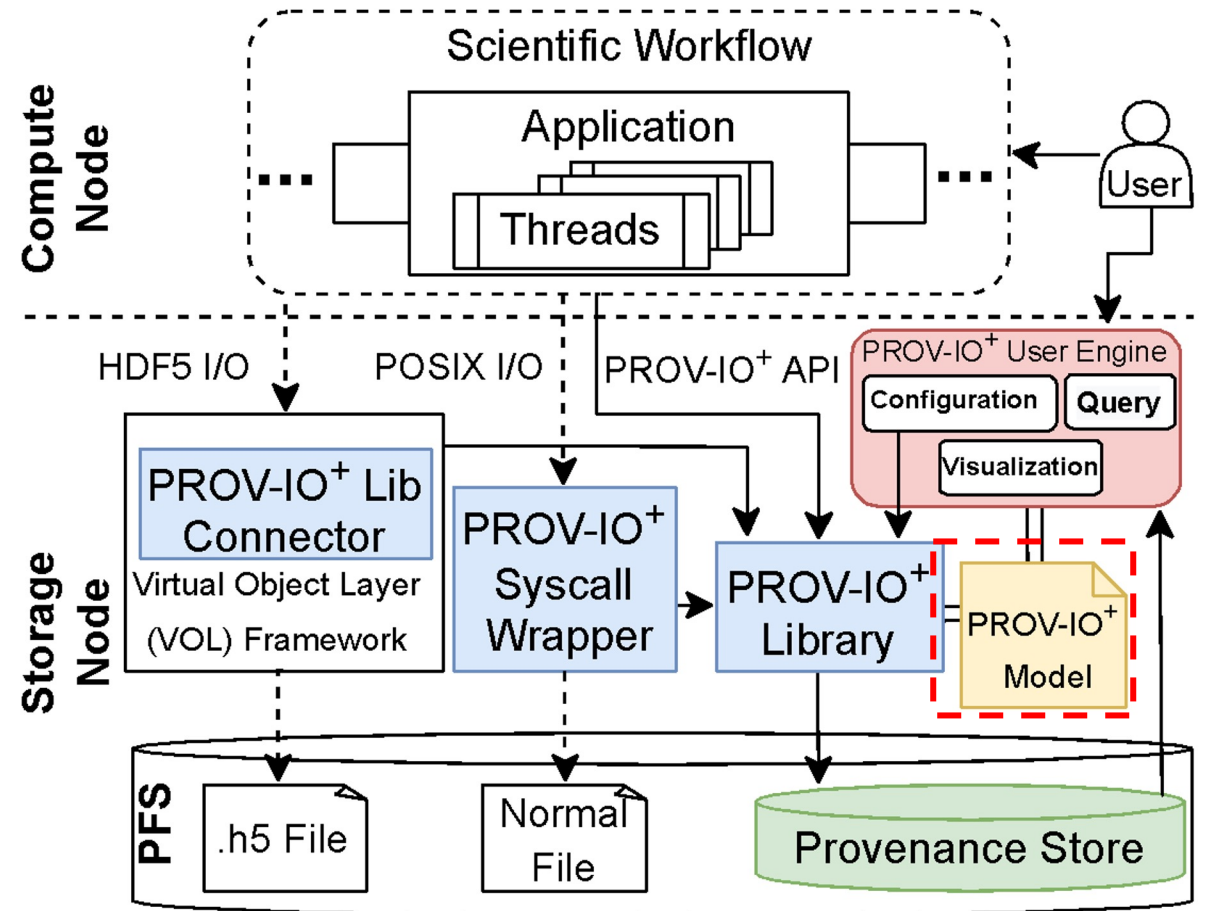 Scientific Workflow
Compute
Node
Application
Threads
...
...
User
HDF5 I/O
POSIX I/O
PROV-IO⁺ API
PROV-IO⁺ User Engine
Configuration
Query
Visualization
Storage
Node
PROV-IO⁺ Lib
Connector
Virtual Object Layer
(VOL) Framework
PROV-IO⁺
Syscall
Wrapper
PROV-IO⁺
Library
PROV-IO⁺
Model
PFS
.h5 File
Normal
File
Provenance Store